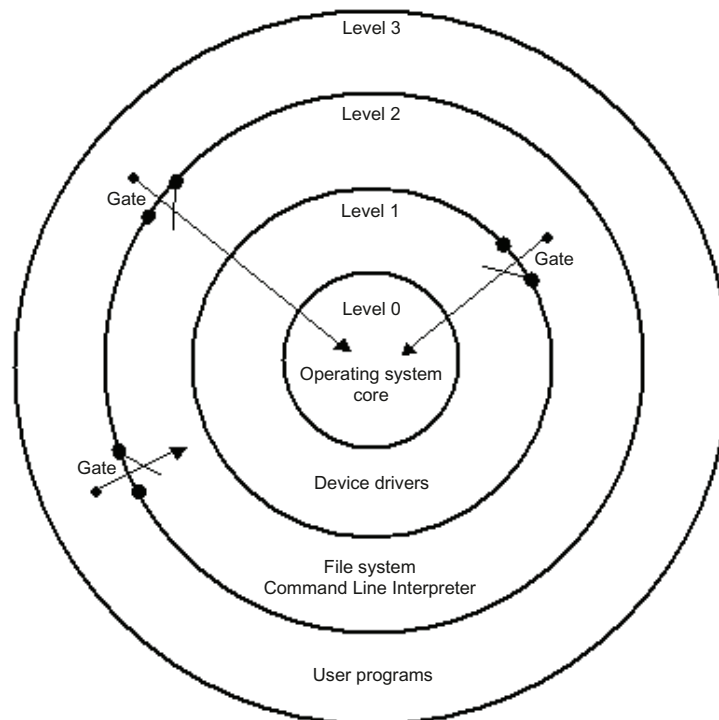 Level 3
Level 2
Gate
Level 1
Gate
Level 0
Operating system
core
Gate
Device drivers
File system
Command Line Interpreter
User programs